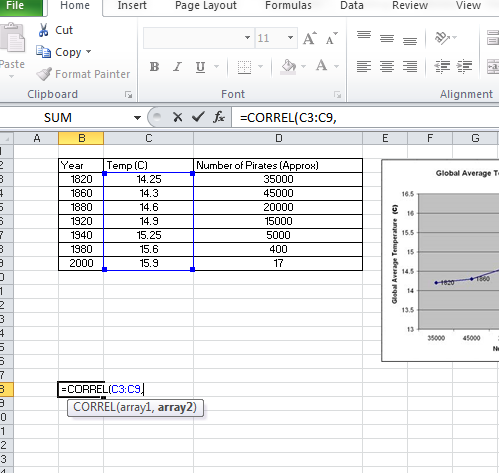 File Home Insert Page Layout Formulas Data Review
Cut
Copy
Paste
Format Painter
11 A A
B I U
Clipboard Font Alignment
SUM fx =CORREL(C3:C9,
A B C D E F G
Year Temp (C) Number of Pirates (Approx)
1820 14.25 35000
1860 14.3 45000
1880 14.6 20000
1920 14.9 15000
1940 15.25 5000
1980 15.6 400
2000 15.9 17
Global Average
Global Average Temperature (C)
16.5
16
15.5
15
14.5
14
13.5
13
1820 1860
35000 45000
=CORREL(C3:C9,
CORREL(array1, array2)